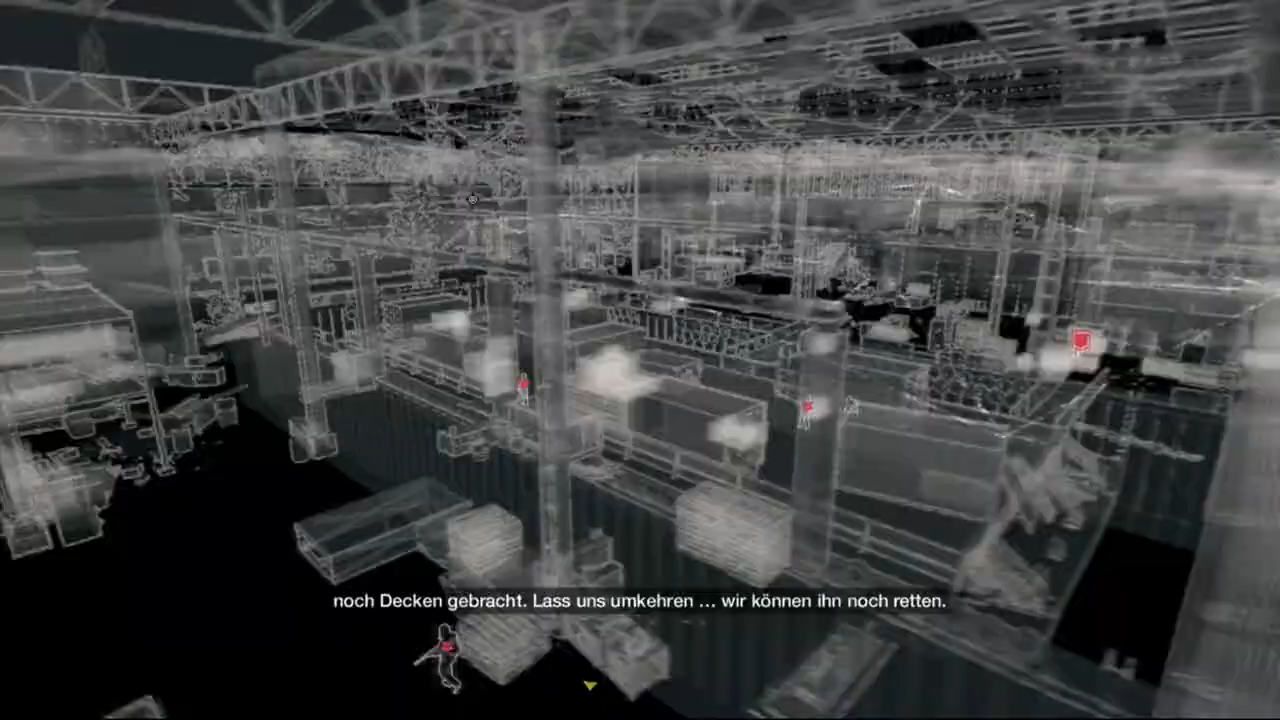 noch Decken gebracht. Lass uns umkehren ... wir können ihn noch retten.